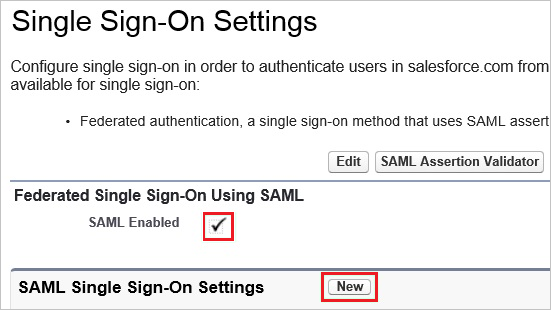 Single Sign-On Settings
Configure single sign-on in order to authenticate users in salesforce.com from
available for single sign-on:
• Federated authentication, a single sign-on method that uses SAML assert
Edit SAML Assertion Validator
Federated Single Sign-On Using SAML
SAML Enabled ✓
SAML Single Sign-On Settings New